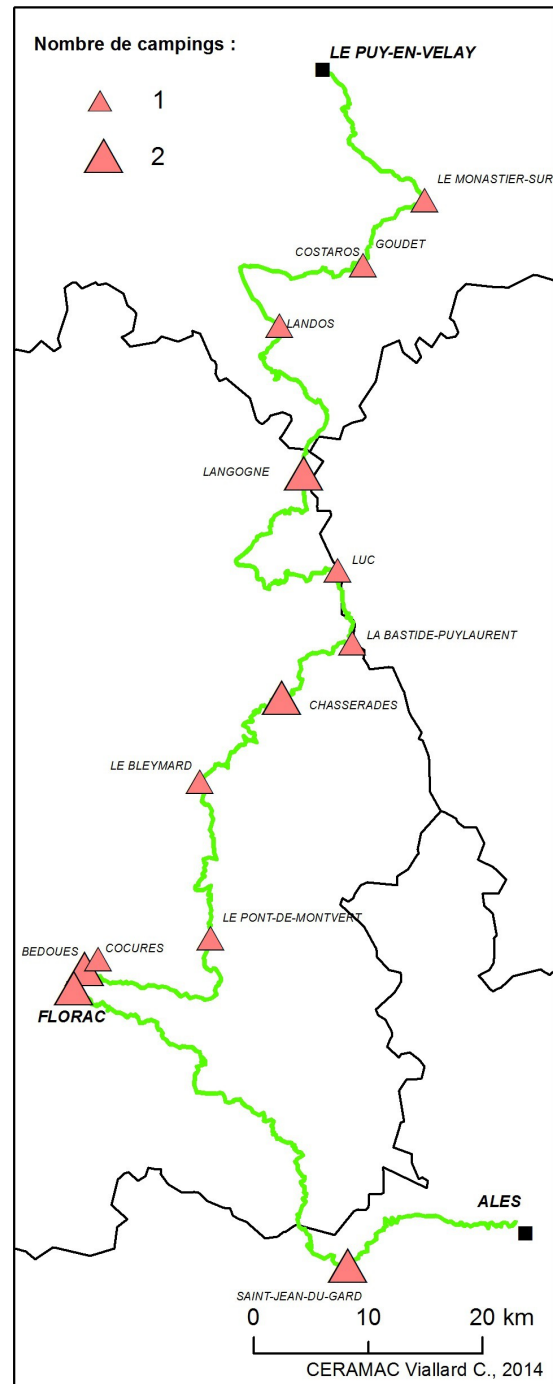 Nombre de campings :
1
2
LE PUY-EN-VELAY
LE MONASTIER-SUR
GOUDET
COSTAROS
LANDOS
LANGOGNE
LUC
LA BASTIDE-PUYLAURENT
CHASSERADES
LE BLEYMARD
LE PONT-DE-MONTVERT
COCURES
BEDOUES
FLORAC
ALES
SAINT-JEAN-DU-GARD
0 10 20 km
CERAMAC Viallard C., 2014